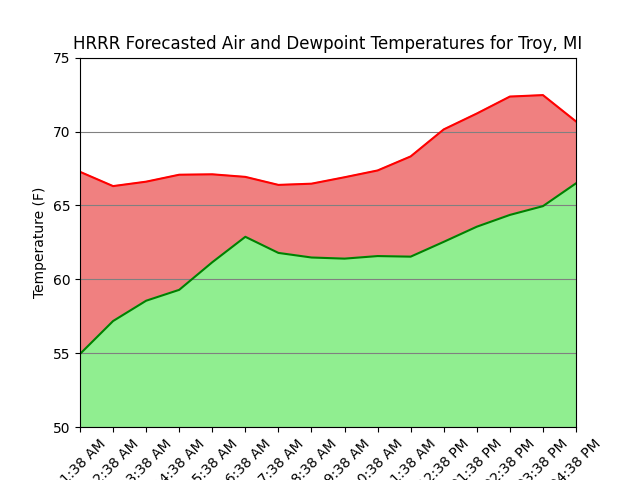 HRRR Forecasted Air and Dewpoint Temperatures for Troy, MI
Temperature (F)
75
70
65
60
55
50
1:38 AM
2:38 AM
3:38 AM
4:38 AM
5:38 AM
6:38 AM
7:38 AM
8:38 AM
9:38 AM
0:38 AM
1:38 AM
2:38 PM
01:38 PM
02:38 PM
03:38 PM
04:38 PM